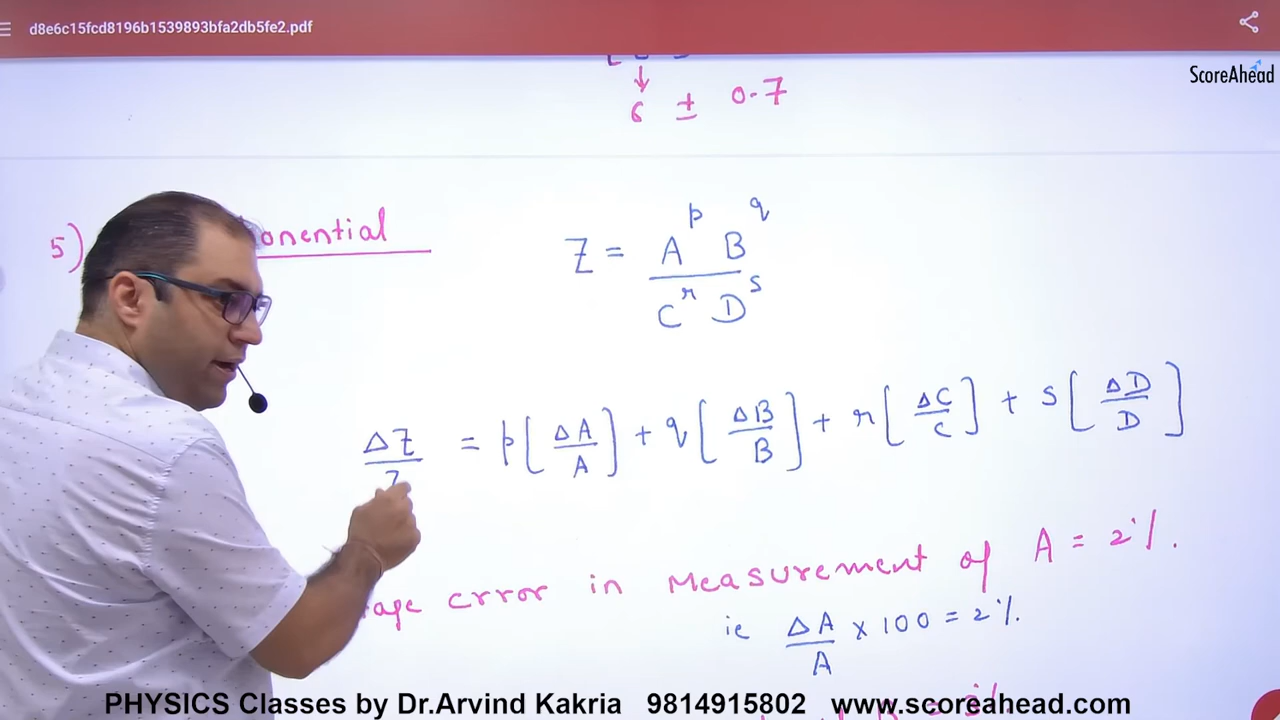 d8e6c15fcd8196b1539893bfa2db5fe2.pdf
ScoreAhead
↓
6 ± 0.7
5) onential
Z = A^p B^q / C^r D^s
ΔZ/Z = p[ΔA/A] + q[ΔB/B] + r[ΔC/C] + s[ΔD/D]
age error in Measurement of A = 2%.
ie ΔA/A × 100 = 2%.
PHYSICS Classes by Dr.Arvind Kakria 9814915802 www.scoreahead.com